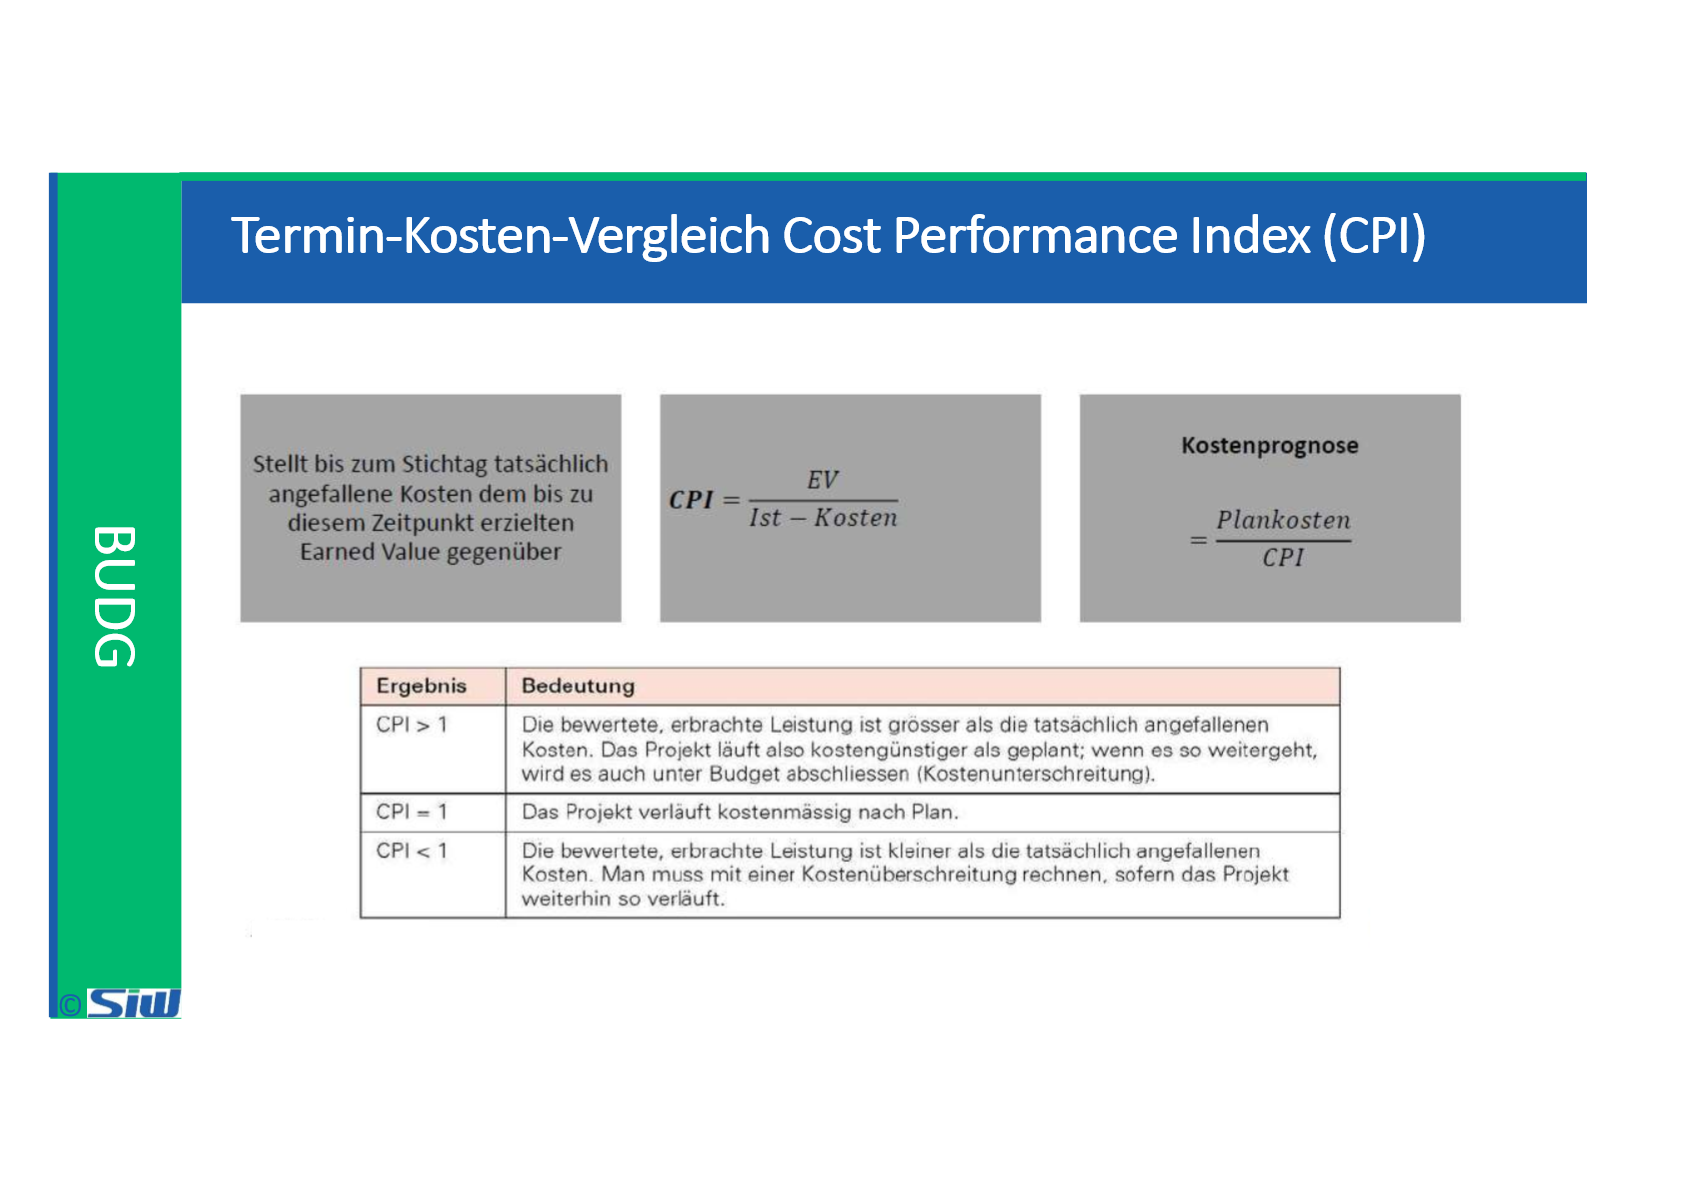 Termin-Kosten-Vergleich Cost Performance Index (CPI)
Stellt bis zum Stichtag tatsächlich
angefallene Kosten dem bis zu
diesem Zeitpunkt erzielten
Earned Value gegenüber
CPI = EV / Ist − Kosten
Kostenprognose
= Plankosten / CPI
BUDG
Ergebnis Bedeutung
CPI > 1 Die bewertete, erbrachte Leistung ist grösser als die tatsächlich angefallenen
Kosten. Das Projekt läuft also kostengünstiger als geplant; wenn es so weitergeht,
wird es auch unter Budget abschliessen (Kostenunterschreitung).
CPI = 1 Das Projekt verläuft kostenmässig nach Plan.
CPI < 1 Die bewertete, erbrachte Leistung ist kleiner als die tatsächlich angefallenen
Kosten. Man muss mit einer Kostenüberschreitung rechnen, sofern das Projekt
weiterhin so verläuft.
© SiW